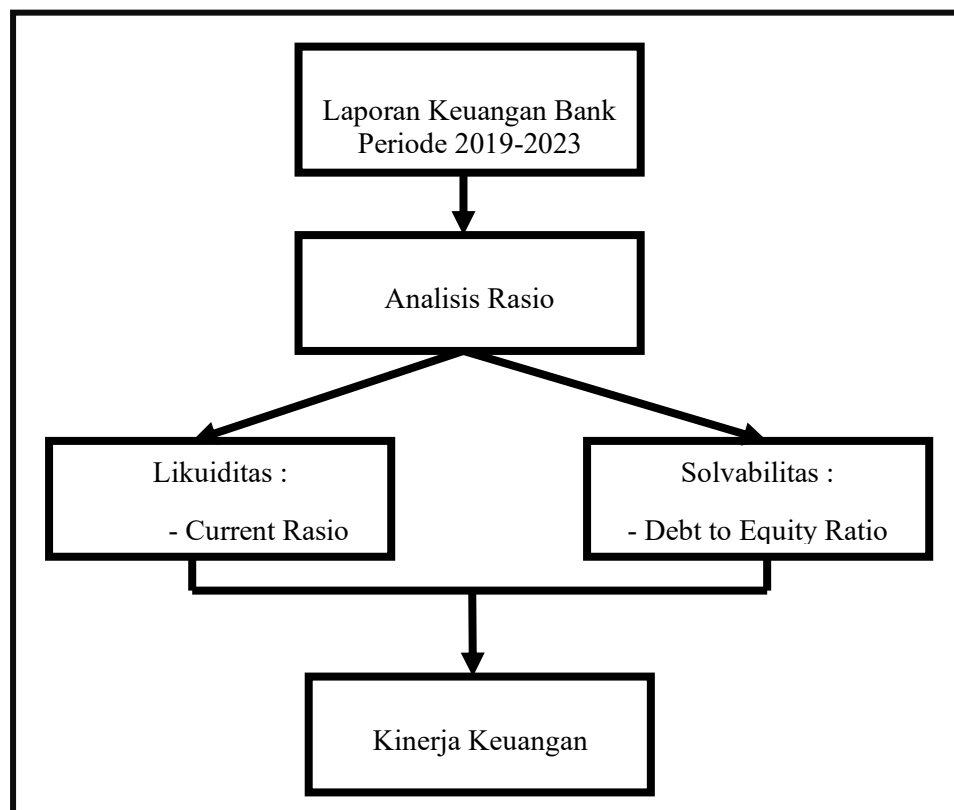 Laporan Keuangan Bank
Periode 2019-2023
Analisis Rasio
Likuiditas :
- Current Rasio
Solvabilitas :
- Debt to Equity Ratio
Kinerja Keuangan